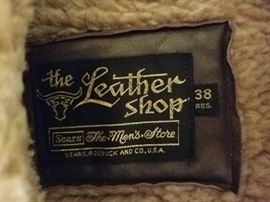 the Leather
shop
38
REG.
Sears The Men's Store
SEARS, ROEBUCK AND CO., U.S.A.